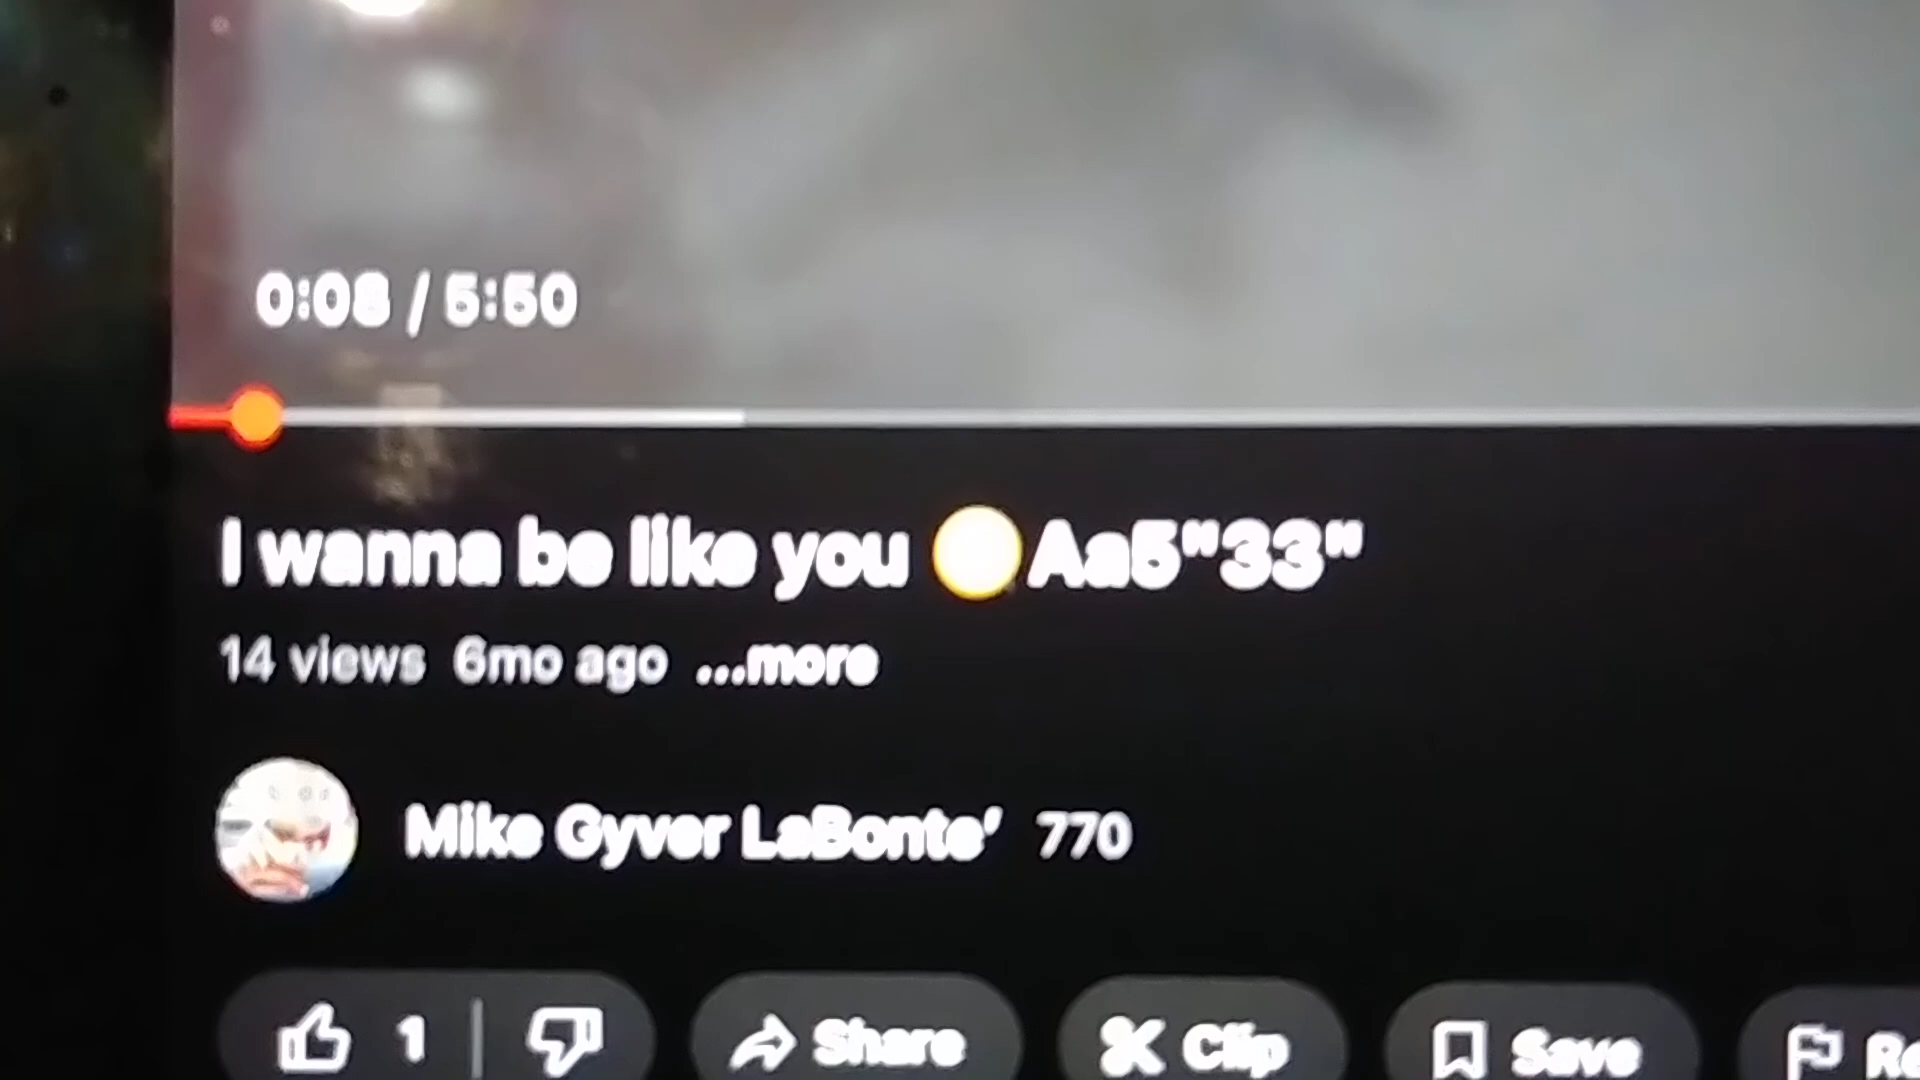 0:08 / 5:50
I wanna be like you Aa5"33"
14 views 6mo ago ...more
Mike Gyver LaBonte' 770
1 Share Clip Save